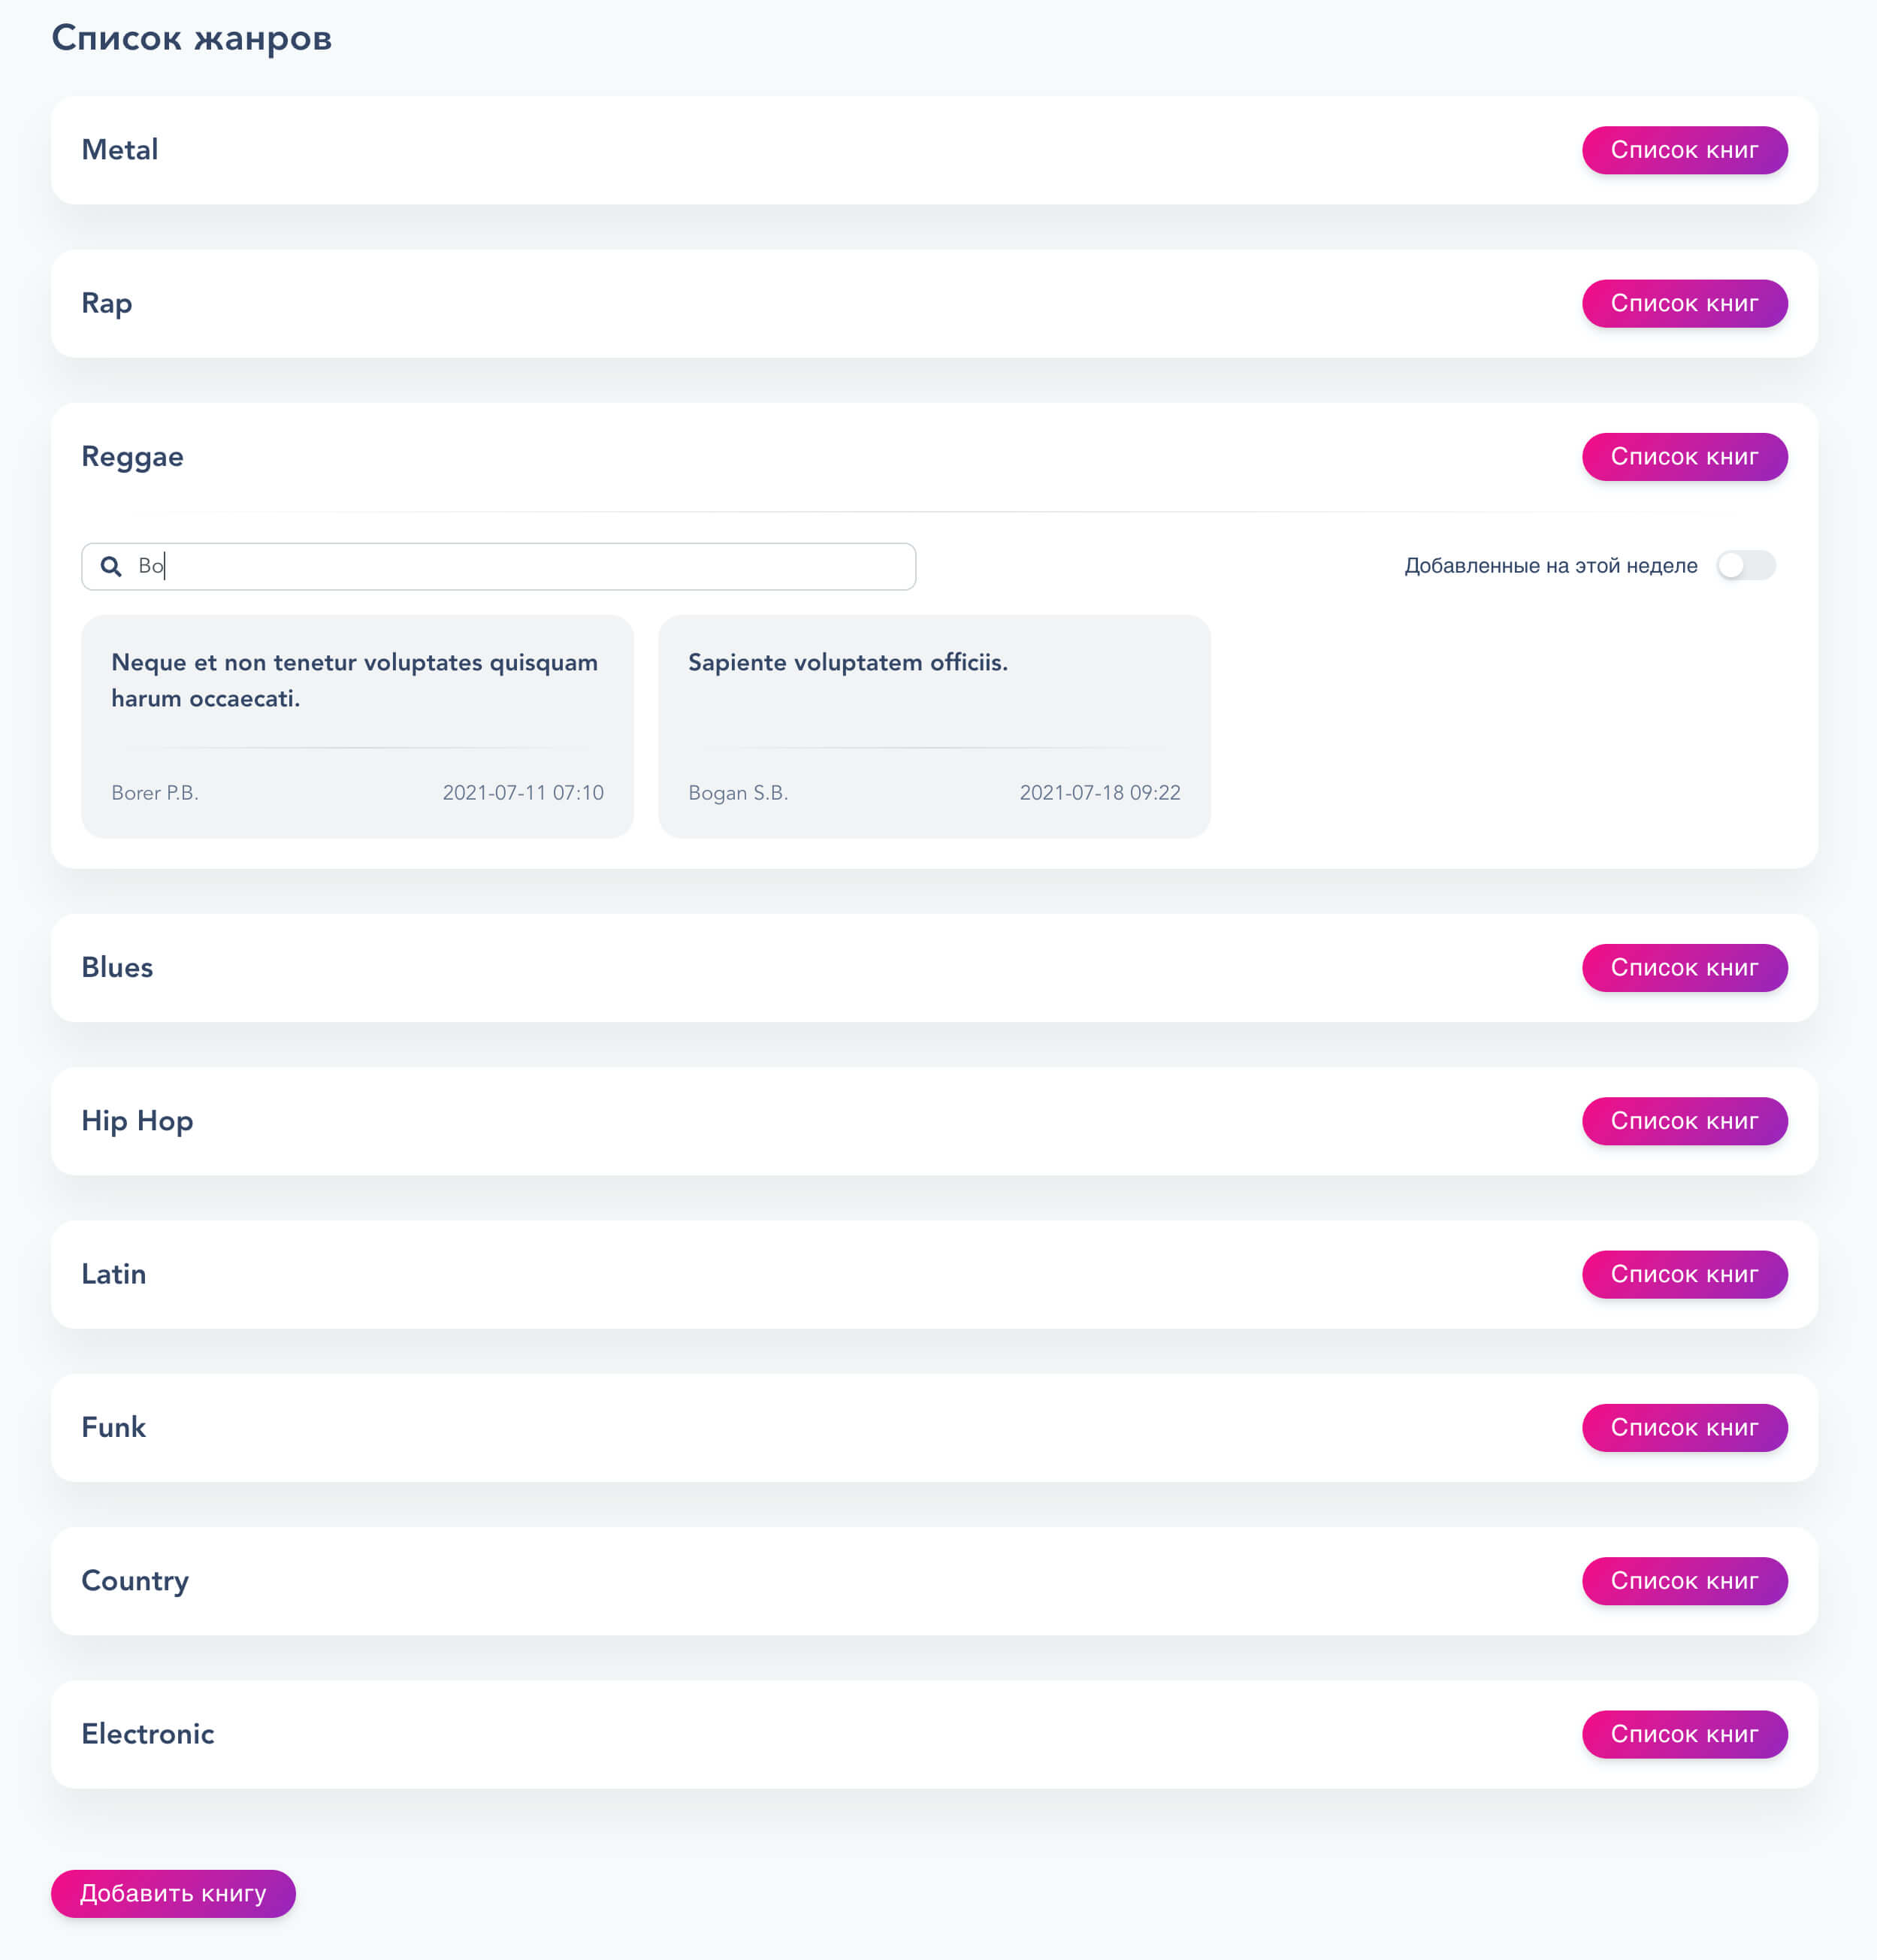 Список жанров
Metal
Список книг
Rap
Список книг
Reggae
Список книг
Bo
Добавленные на этой неделе
Neque et non tenetur voluptates quisquam
harum occaecati.
Borer P.B.
2021-07-11 07:10
Sapiente voluptatem officiis.
Bogan S.B.
2021-07-18 09:22
Blues
Список книг
Hip Hop
Список книг
Latin
Список книг
Funk
Список книг
Country
Список книг
Electronic
Список книг
Добавить книгу